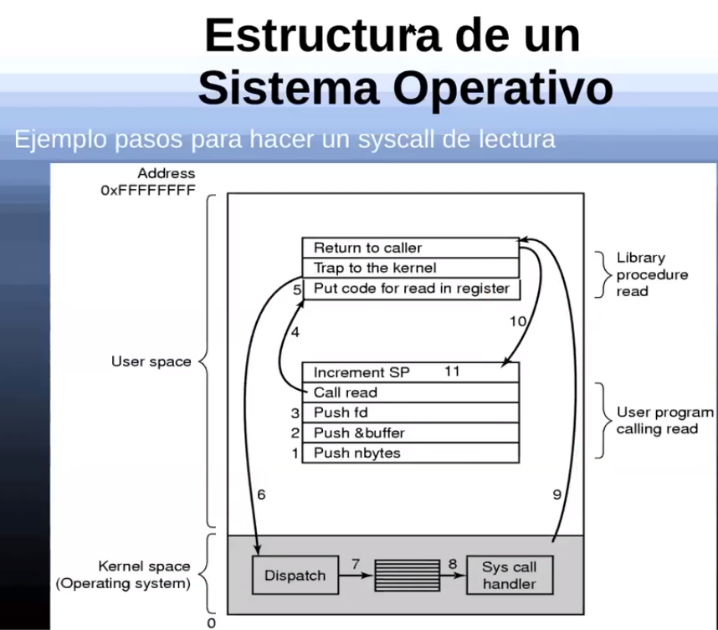 Estructura de un
Sistema Operativo
Ejemplo pasos para hacer un syscall de lectura
Address
0xFFFFFFFF
Return to caller
Trap to the kernel
5 Put code for read in register
Library
procedure
read
4
10
User space
Increment SP 11
Call read
3 Push fd
2 Push &buffer
1 Push nbytes
User program
calling read
6
9
Kernel space
(Operating system)
Dispatch
7
8
Sys call
handler
0